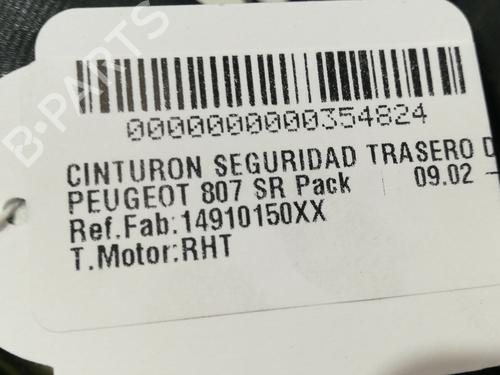 B-PARTS
0000000000354824
CINTURON SEGURIDAD TRASERO D
PEUGEOT 807 SR Pack 09.02 -
Ref.Fab:14910150XX
T.Motor:RHT